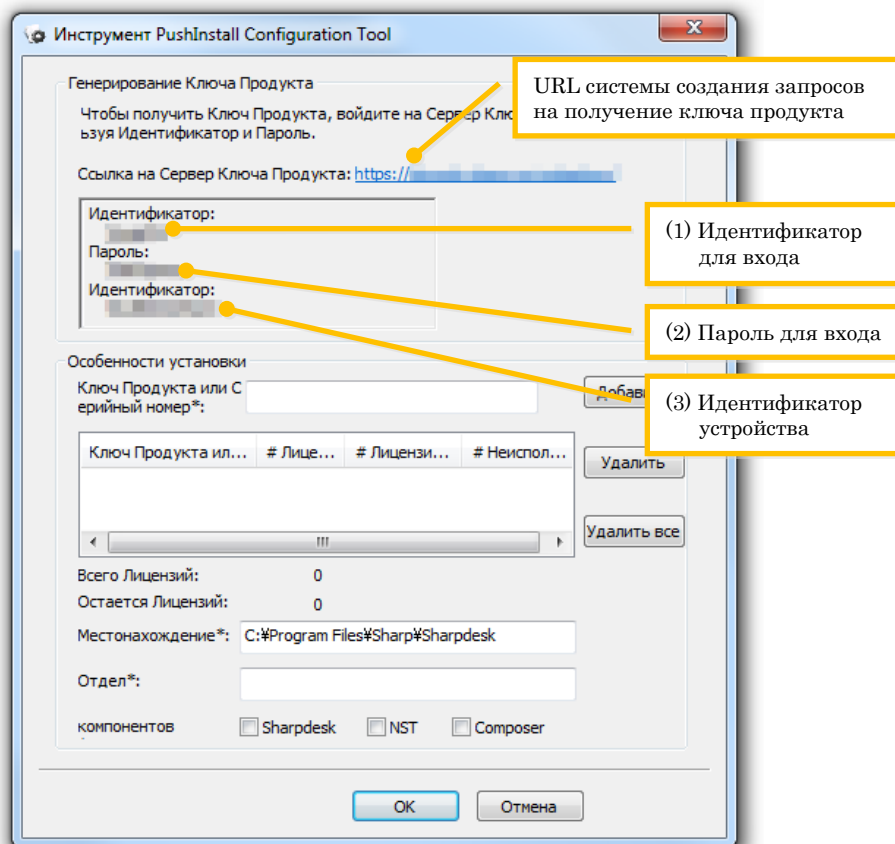 Инструмент PushInstall Configuration Tool
Генерирование Ключа Продукта
Чтобы получить Ключ Продукта, войдите на Сервер
ьзуя Идентификатор и Пароль.
Ссылка на Сервер Ключа Продукта: https://
Идентификатор:
Пароль:
Идентификатор:
URL системы создания запросов
на получение ключа продукта
(1) Идентификатор
для входа
(2) Пароль для входа
(3) Идентификатор
устройства
Особенности установки
Ключ Продукта или С
ерийный номер*:
Ключ Продукта ил... # Лице... # Лицензи... # Неиспол...
Удалить
Удалить все
Всего Лицензий: 0
Остается Лицензий: 0
Местонахождение*: C:¥Program Files¥Sharp¥Sharpdesk
Отдел*:
компонентов Sharpdesk NST Composer
OK Отмена